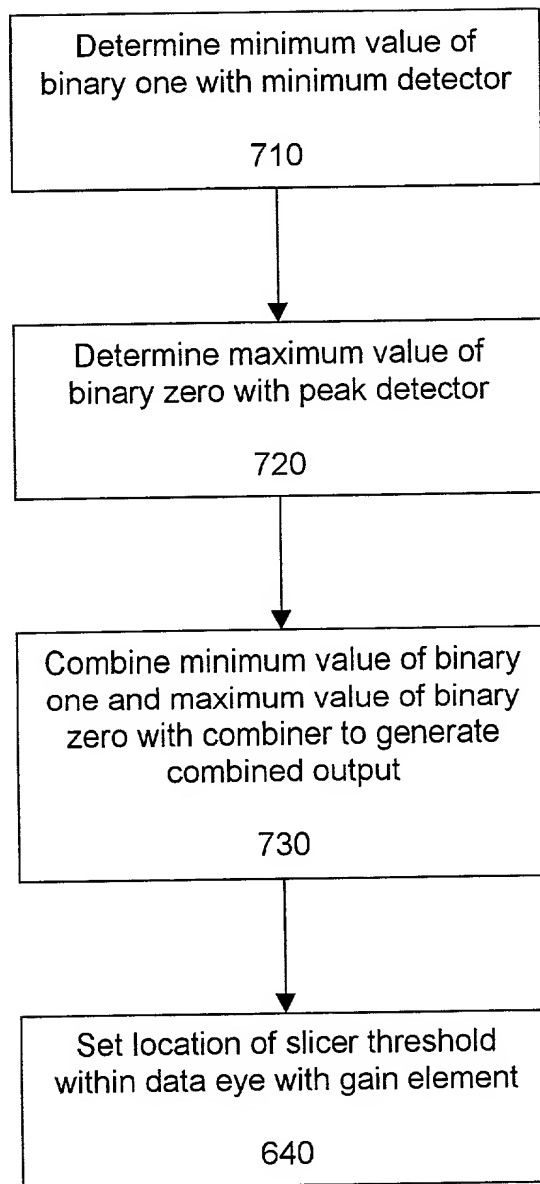 Determine minimum value of
binary one with minimum detector
710
Determine maximum value of
binary zero with peak detector
720
Combine minimum value of binary
one and maximum value of binary
zero with combiner to generate
combined output
730
Set location of slicer threshold
within data eye with gain element
640